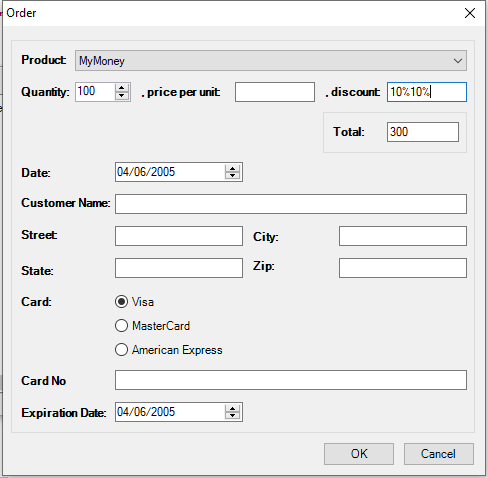 Order
Product: MyMoney
Quantity: 100 , price per unit: , discount: 10%10%
Total: 300
Date: 04/06/2005
Customer Name:
Street: City:
State: Zip:
Card: Visa
MasterCard
American Express
Card No
Expiration Date: 04/06/2005
OK Cancel